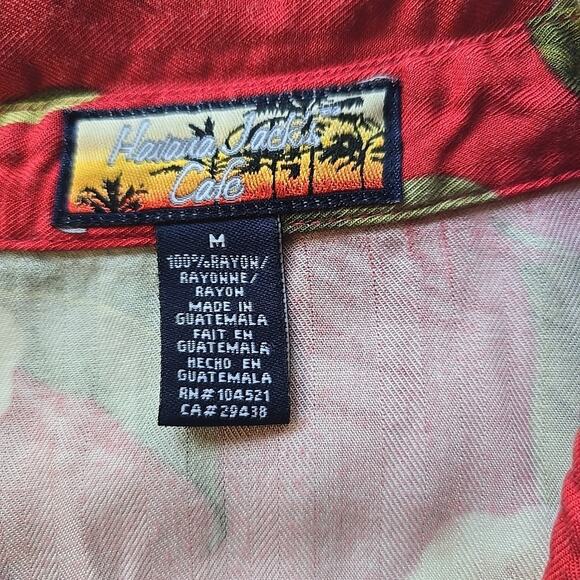 Havana Jack's
Cafe
M
100%RAYON/
RAYONNE/
RAYON
MADE IN
GUATEMALA
FAIT EN
GUATEMALA
HECHO EN
GUATEMALA
RN#104521
CA#29438